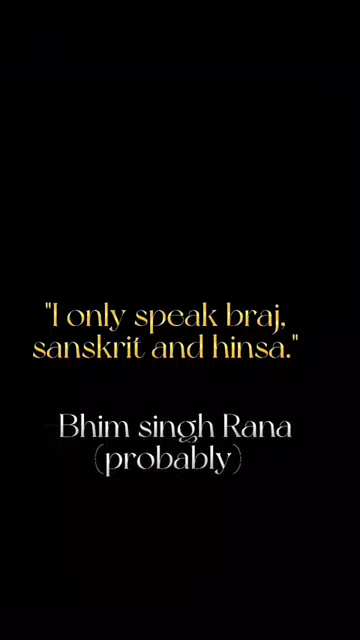 "I only speak braj,
sanskrit and hinsa."
Bhim singh Rana
(probably)